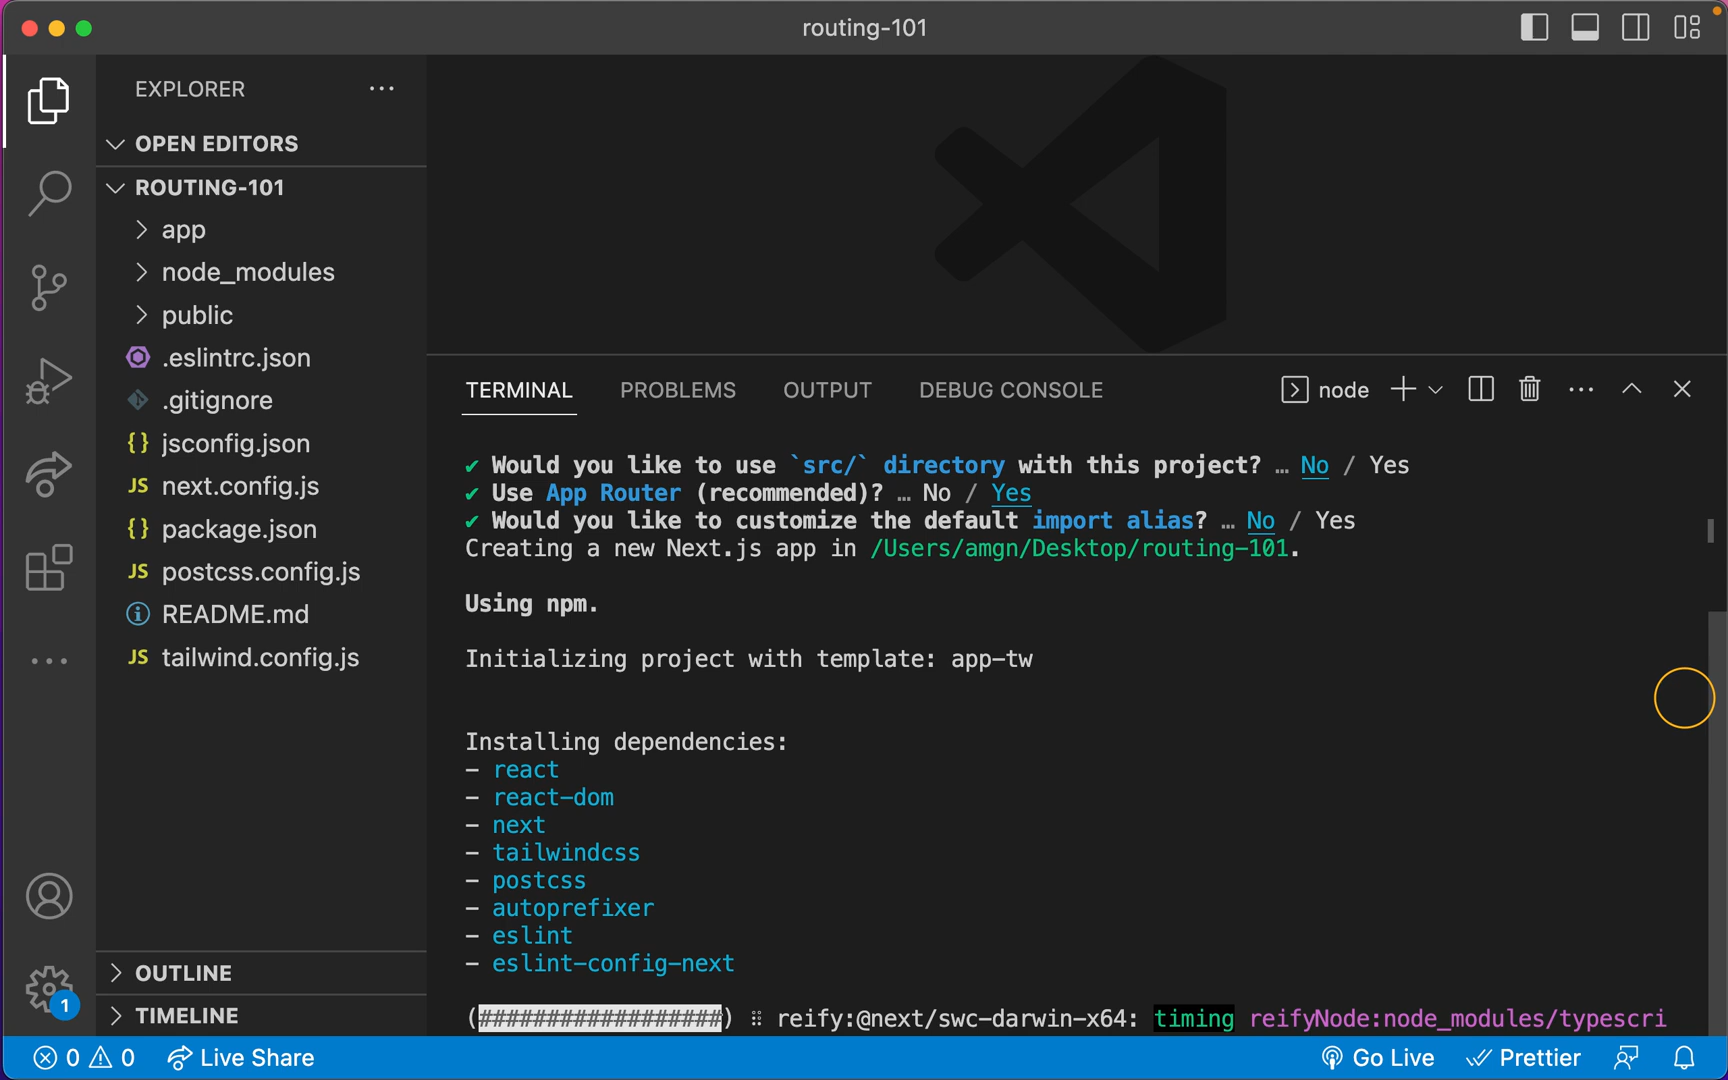 routing-101
EXPLORER
OPEN EDITORS
ROUTING-101
app
node_modules
public
.eslintrc.json
.gitignore
{} jsconfig.json
JS next.config.js
{} package.json
JS postcss.config.js
README.md
JS tailwind.config.js
OUTLINE
TIMELINE
1
TERMINAL PROBLEMS OUTPUT DEBUG CONSOLE node
✔ Would you like to use `src/` directory with this project? … No / Yes
✔ Use App Router (recommended)? … No / Yes
✔ Would you like to customize the default import alias? … No / Yes
Creating a new Next.js app in /Users/amgn/Desktop/routing-101.
Using npm.
Initializing project with template: app-tw
Installing dependencies:
- react
- react-dom
- next
- tailwindcss
- postcss
- autoprefixer
- eslint
- eslint-config-next
(##################) ⠿ reify:@next/swc-darwin-x64: timing reifyNode:node_modules/typescri
0 0 Live Share Go Live Prettier